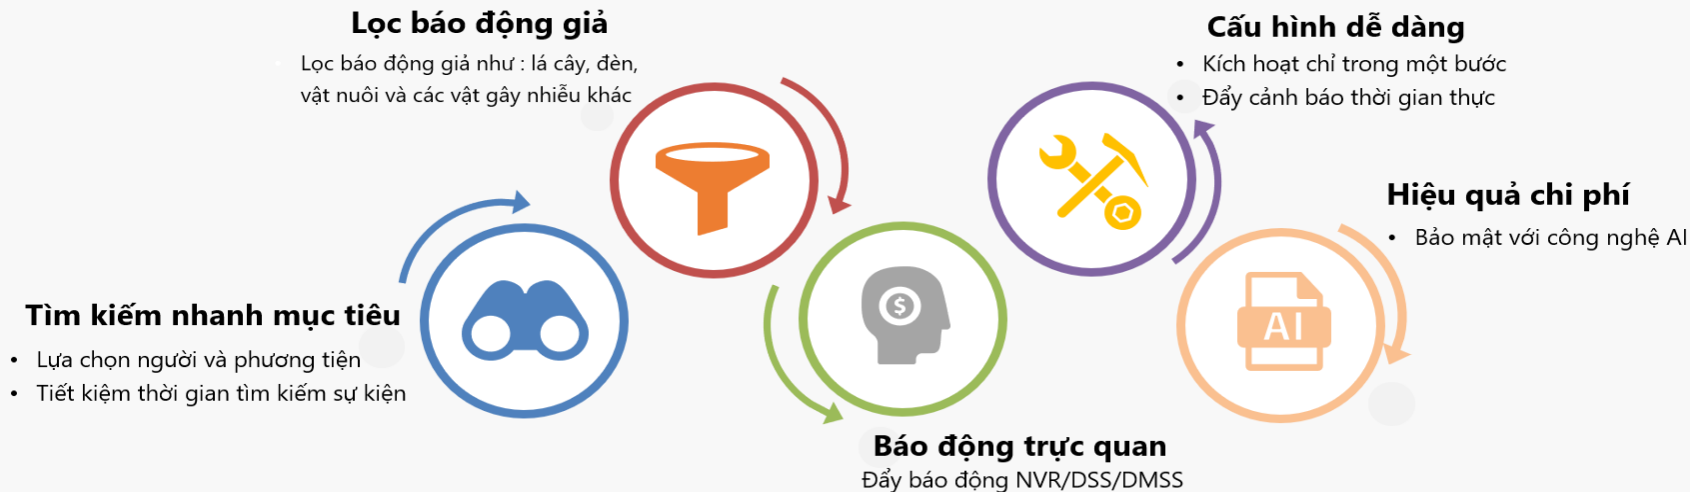 Lọc báo động giả
Lọc báo động giả như : lá cây, đèn,
vật nuôi và các vật gây nhiễu khác
Cấu hình dễ dàng
• Kích hoạt chỉ trong một bước
• Đẩy cảnh báo thời gian thực
Hiệu quả chi phí
• Bảo mật với công nghệ AI
Tìm kiếm nhanh mục tiêu
• Lựa chọn người và phương tiện
• Tiết kiệm thời gian tìm kiếm sự kiện
$
AI
Báo động trực quan
Đẩy báo động NVR/DSS/DMSS